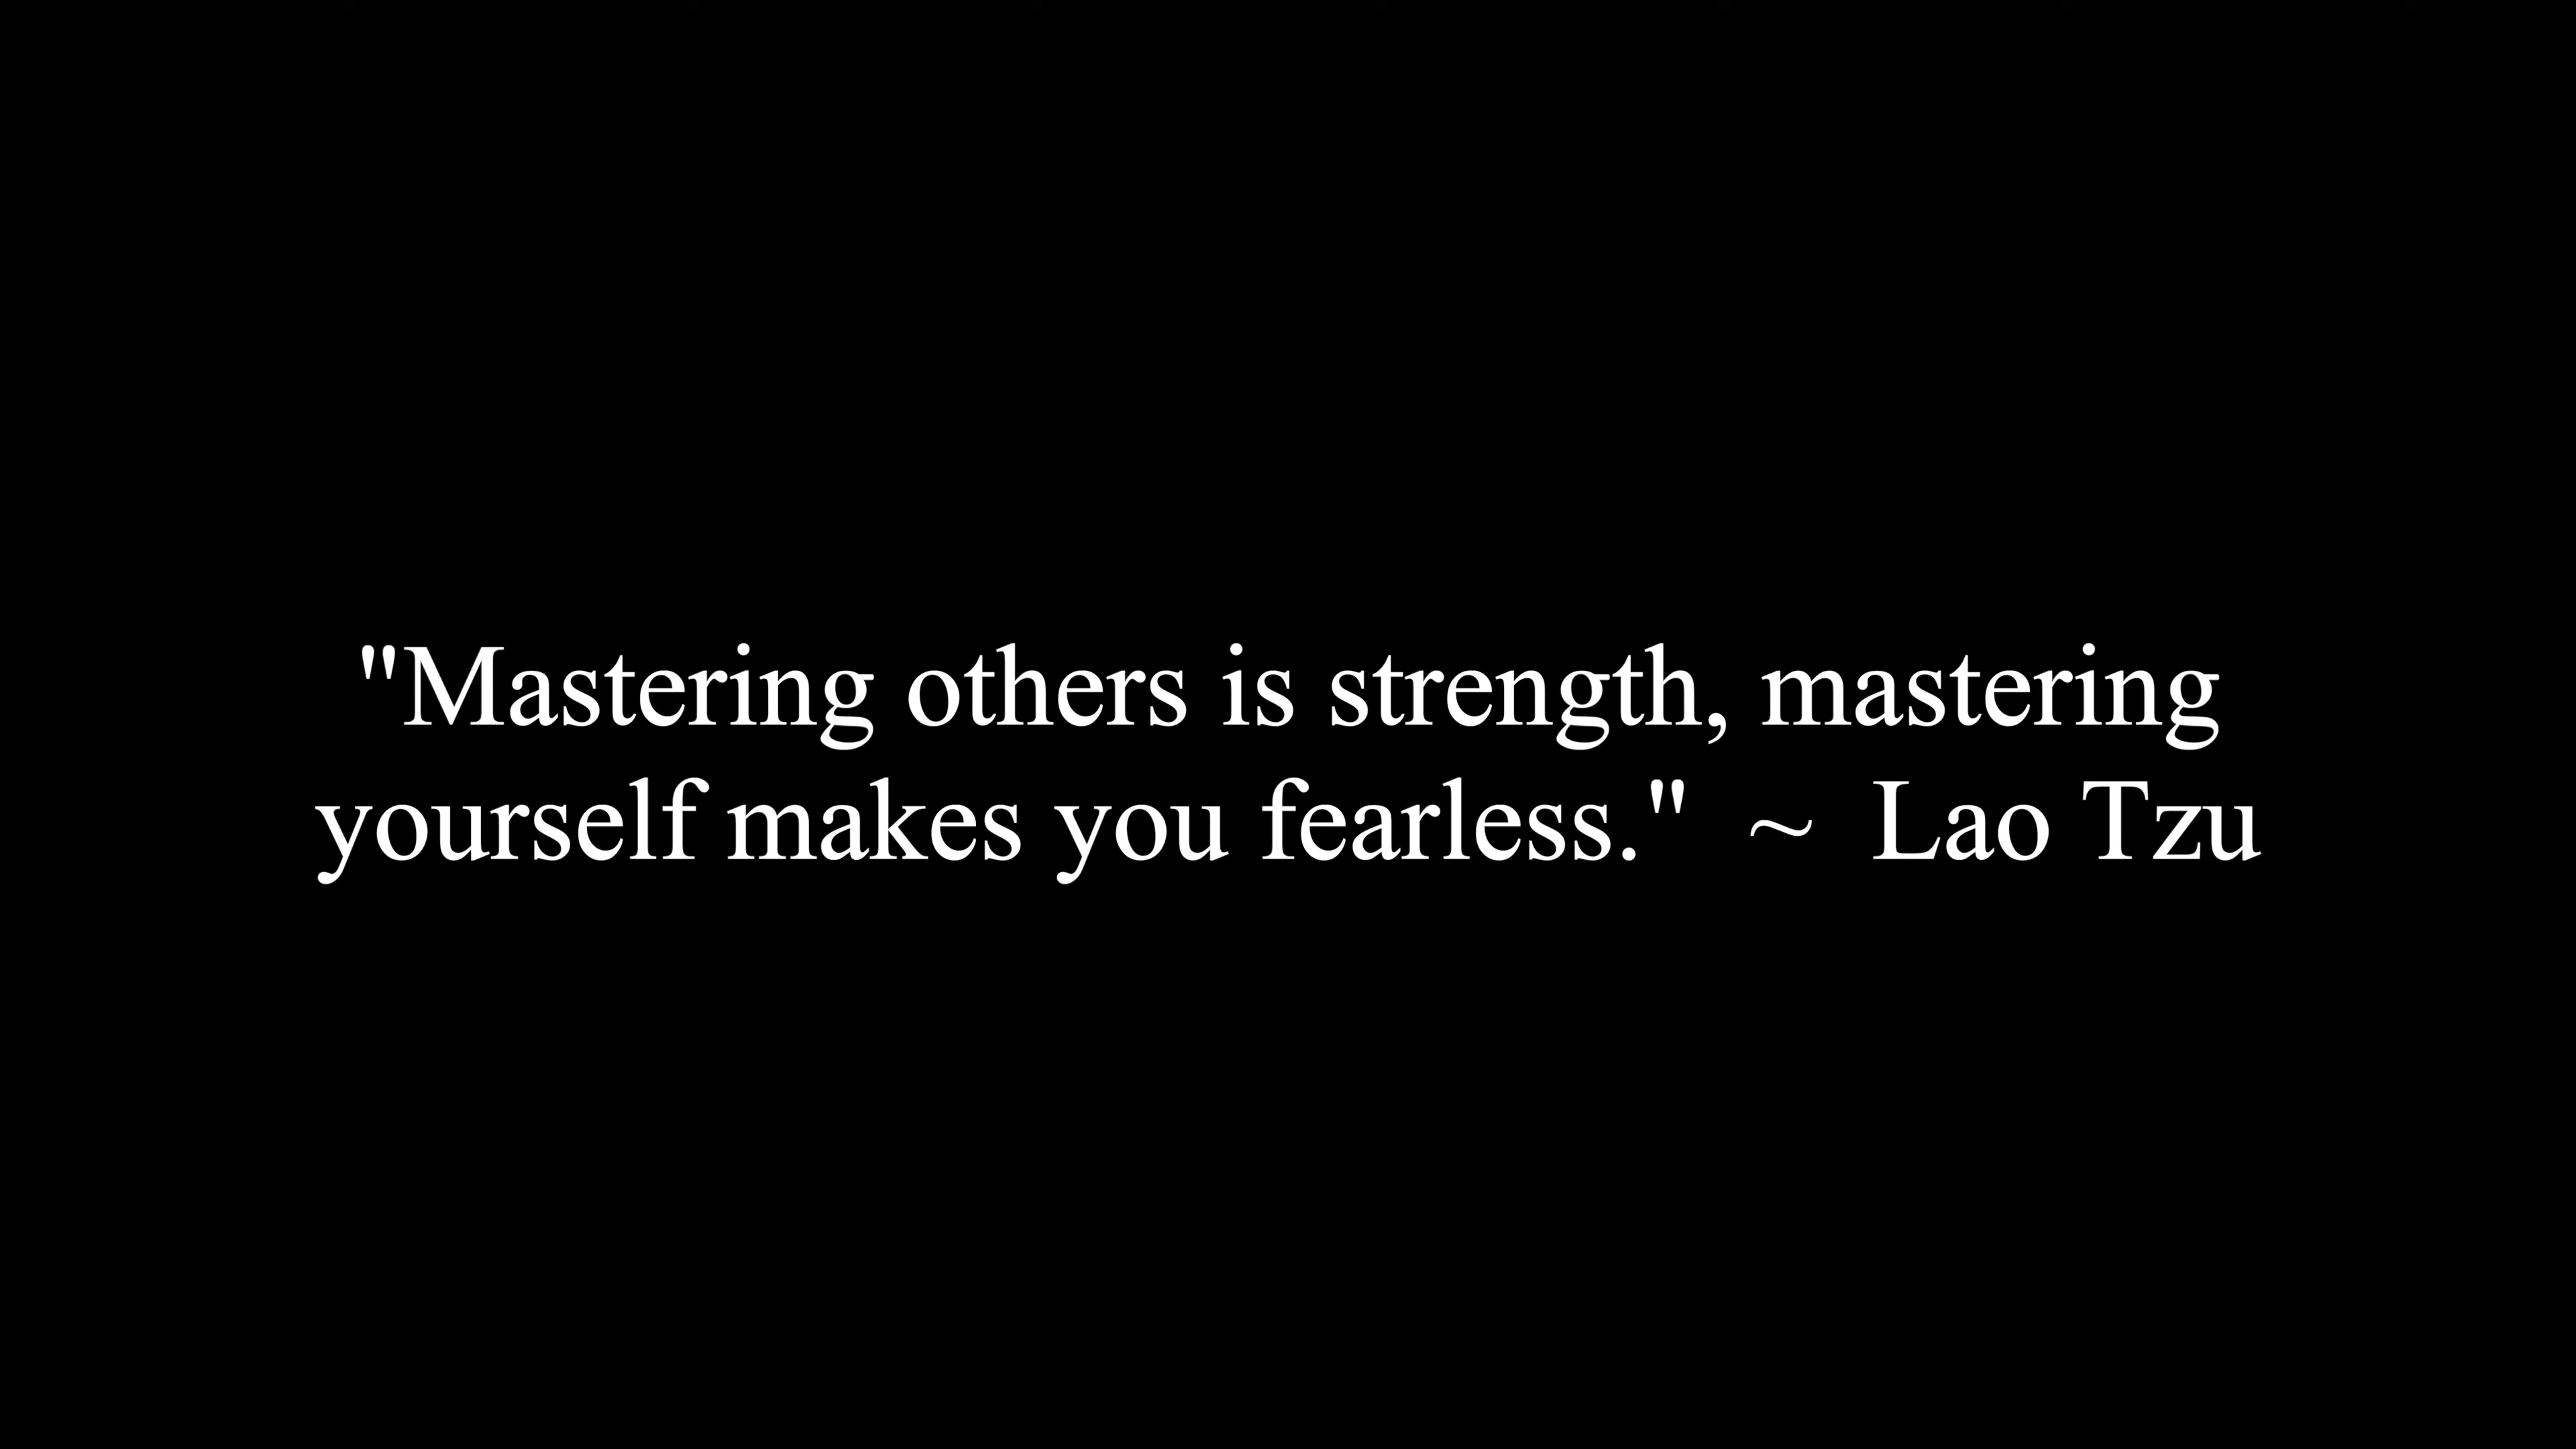 "Mastering others is strength, mastering
yourself makes you fearless."  ~  Lao Tzu